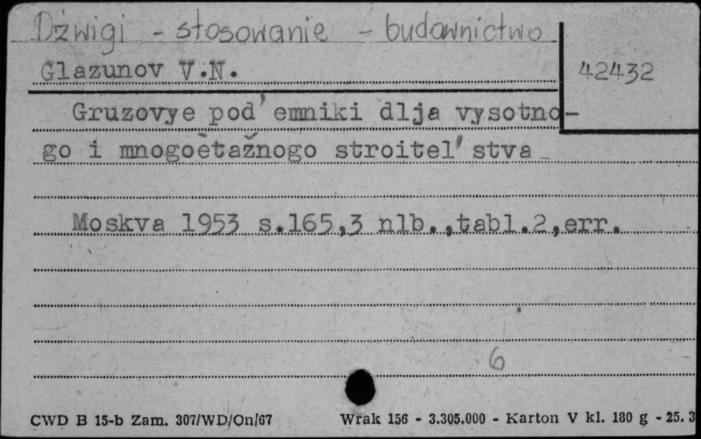 Dźwigi - stosowanie - budownictwo
Glazunov V.N.
42432
Gruzovye pod'emniki dlja vysotno-
go i mnogoètažnogo stroitel'stva
Moskva 1953 s.165,3 nlb.,tabl.2,err.
6
CWD B 15-b Zam. 307/WD/On/67 Wrak 156 - 3.305.000 - Karton V kl. 180 g - 25.3